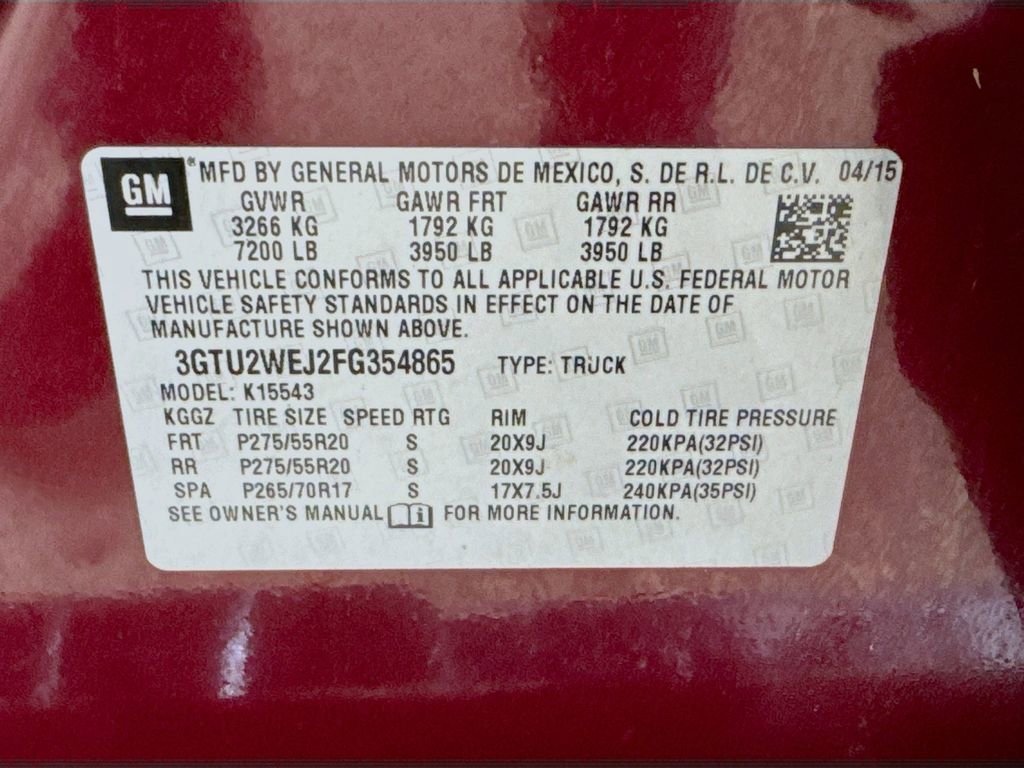 GM ® MFD BY GENERAL MOTORS DE MEXICO, S. DE R.L. DE C.V. 04/15
GVWR GAWR FRT GAWR RR
3266 KG 1792 KG 1792 KG
7200 LB 3950 LB 3950 LB
THIS VEHICLE CONFORMS TO ALL APPLICABLE U.S. FEDERAL MOTOR
VEHICLE SAFETY STANDARDS IN EFFECT ON THE DATE OF
MANUFACTURE SHOWN ABOVE.
3GTU2WEJ2FG354865 TYPE: TRUCK
MODEL: K15543
KGGZ TIRE SIZE SPEED RTG RIM COLD TIRE PRESSURE
FRT P275/55R20 S 20X9J 220KPA(32PSI)
RR P275/55R20 S 20X9J 220KPA(32PSI)
SPA P265/70R17 S 17X7.5J 240KPA(35PSI)
SEE OWNER'S MANUAL i FOR MORE INFORMATION.